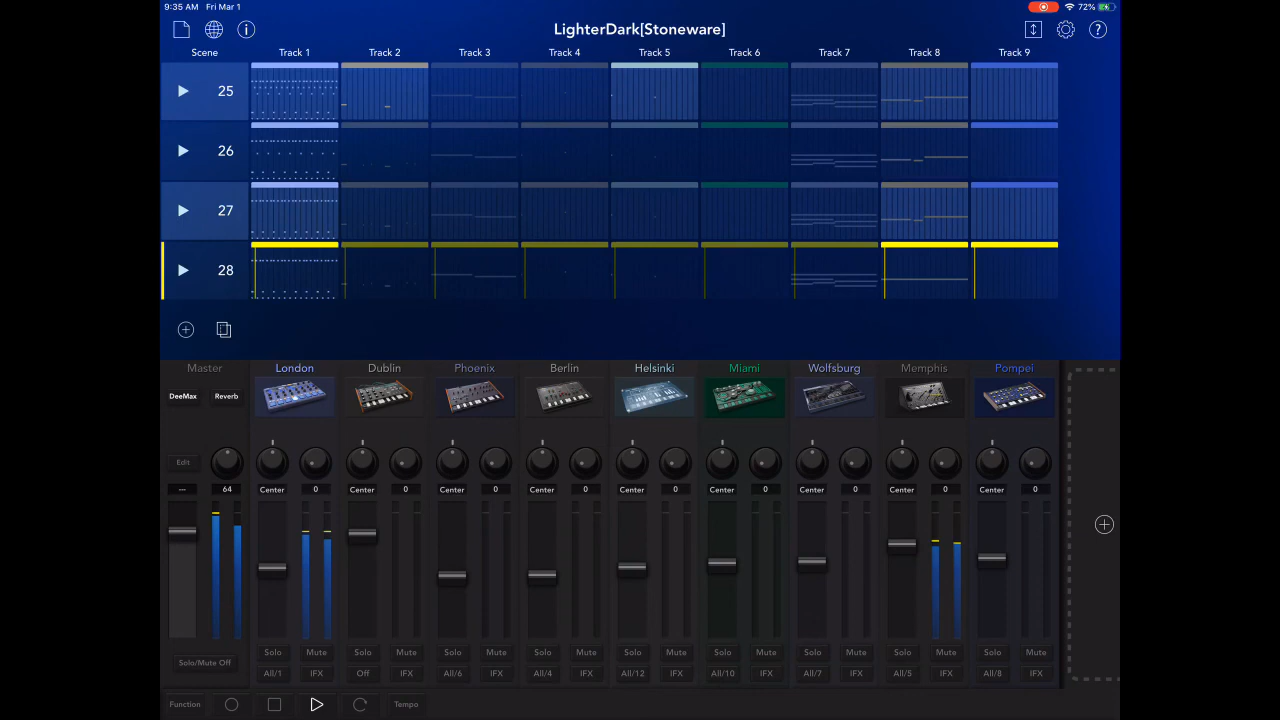 9:35 AM Fri Mar 1 72%
LighterDark[Stoneware]
Scene Track 1 Track 2 Track 3 Track 4 Track 5 Track 6 Track 7 Track 8 Track 9
25
26
27
28
Master London Dublin Phoenix Berlin Helsinki Miami Wolfsburg Memphis Pompei
DeeMax Reverb
Edit
--- 64 Center 0 Center 0 Center 0 Center 0 Center 0 Center 0 Center 0 Center 0 Center 0
Solo Mute Solo Mute Solo Mute Solo Mute Solo Mute Solo Mute Solo Mute Solo Mute Solo Mute
Solo/Mute Off
All/1 IFX Off IFX All/6 IFX All/4 IFX All/12 IFX All/10 IFX All/7 IFX All/5 IFX All/8 IFX
Function Tempo